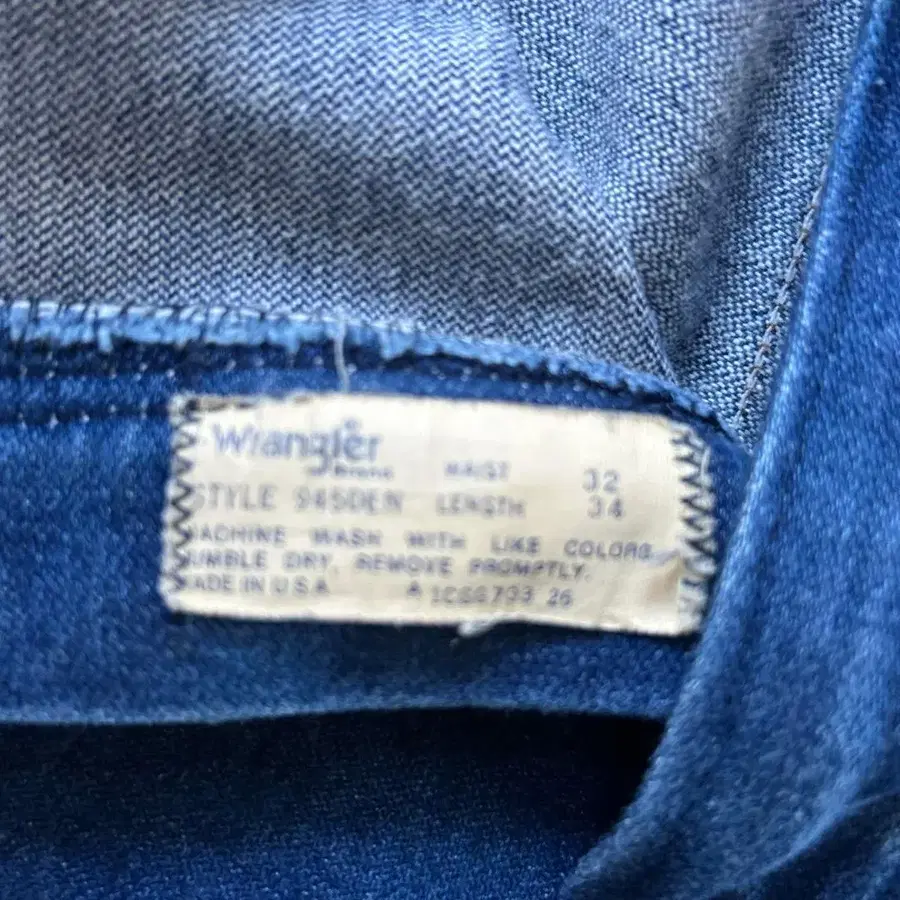 Wrangler®
Brand WAIST 32
STYLE 945DEN LENGTH 34
MACHINE WASH WITH LIKE COLORS
TUMBLE DRY, REMOVE PROMPTLY.
MADE IN U S A A 26